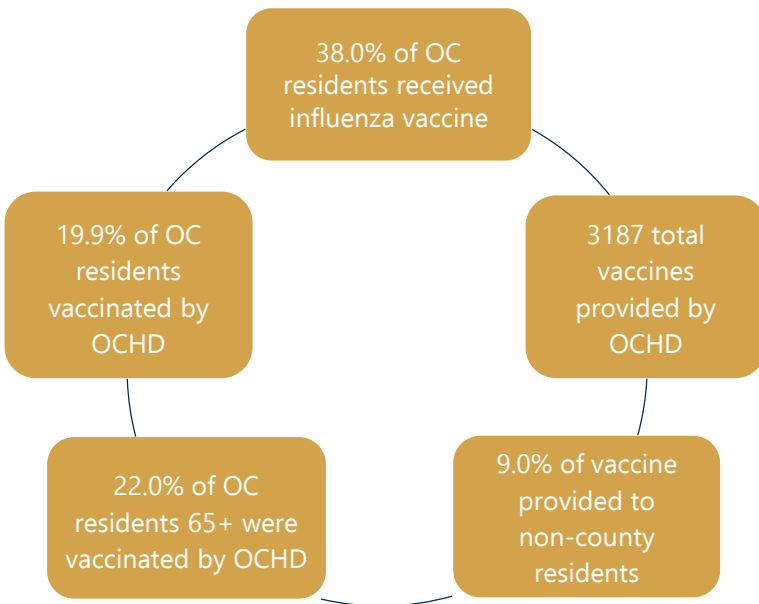 38.0% of OC
residents received
influenza vaccine
19.9% of OC
residents
vaccinated by
OCHD
3187 total
vaccines
provided by
OCHD
22.0% of OC
residents 65+ were
vaccinated by OCHD
9.0% of vaccine
provided to
non-county
residents